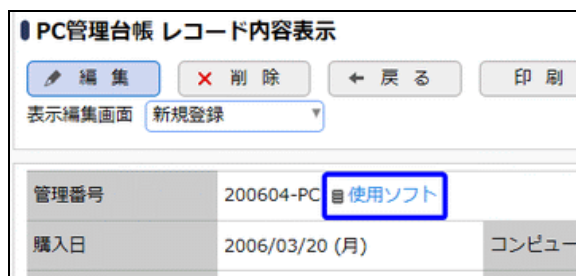 PC管理台帳 レコード内容表示
編集 削除 戻る 印刷
表示編集画面 新規登録
管理番号 200604-PC 使用ソフト
購入日 2006/03/20 (月) コンピュー